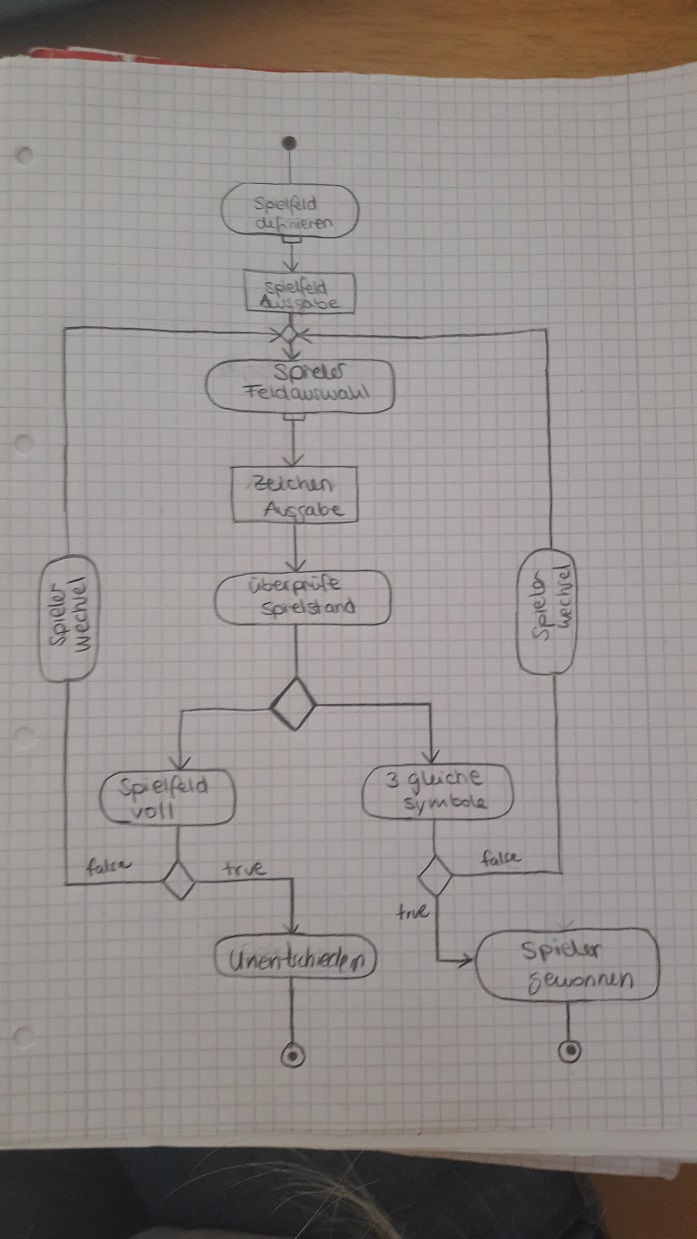 Spielfeld
definieren
Spielfeld
Ausgabe
Spieler
Feldauswahl
Zeichen
Ausgabe
überprüfe
Spielstand
Spieler
wechsel
Spieler
wechsel
Spielfeld
voll
3 gleiche
symbole
false
true
false
true
Unentschieden
Spieler
gewonnen